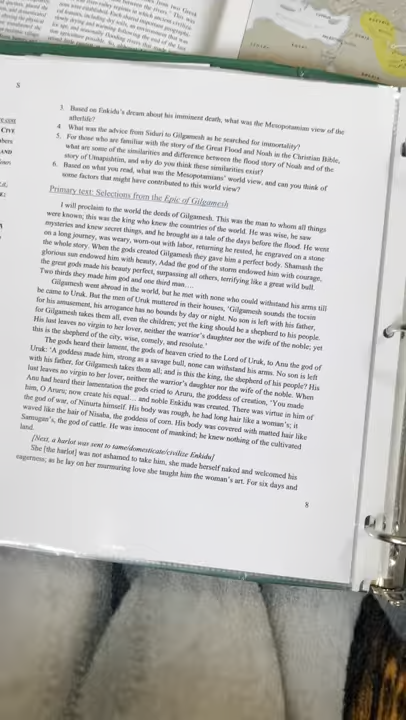 3. Based on Enkidu's dream about his imminent death, what was the Mesopotamian view of the
afterlife?
4 What was the advice from Siduri to Gilgamesh as he searched for immortality?
5. For those who are familiar with the story of the Great Flood and Noah in the Christian Bible,
what are some of the similarities and difference between the flood story of Noah and of the
story of Utnapishtim, and why do you think these similarities exist?
6. Based on what you read, what was the Mesopotamians' world view, and can you think of
some factors that might have contributed to this world view?
Primary text: Selections from the Epic of Gilgamesh
I will proclaim to the world the deeds of Gilgamesh. This was the man to whom all things
were known; this was the king who knew the countries of the world. He was wise, he saw
mysteries and knew secret things, and he brought us a tale of the days before the flood. He went
on a long journey, was weary, worn-out with labor, returning he rested, he engraved on a stone
the whole story. When the gods created Gilgamesh they gave him a perfect body. Shamash the
glorious sun endowed him with beauty, Adad the god of the storm endowed him with courage,
the great gods made his beauty perfect, surpassing all others, terrifying like a great wild bull.
Two thirds they made him god and one third man....
Gilgamesh went abroad in the world, but he met with none who could withstand his arms till
he came to Uruk. But the men of Uruk muttered in their houses, 'Gilgamesh sounds the tocsin
for his amusement, his arrogance has no bounds by day or night. No son is left with his father,
for Gilgamesh takes them all, even the children; yet the king should be a shepherd to his people.
His lust leaves no virgin to her lover, neither the warrior's daughter nor the wife of the noble; yet
this is the shepherd of the city, wise, comely, and resolute.'
The gods heard their lament, the gods of heaven cried to the Lord of Uruk, to Anu the god of
Uruk: 'A goddess made him, strong as a savage bull, none can withstand his arms. No son is left
with his father, for Gilgamesh takes them all; and is this the king, the shepherd of his people? His
lust leaves no virgin to her lover, neither the warrior's daughter nor the wife of the noble. When
Anu had heard their lamentation the gods cried to Aruru, the goddess of creation, 'You made
him, O Aruru; now create his equal... and noble Enkidu was created. There was virtue in him of
the god of war, of Ninurta himself. His body was rough, he had long hair like a woman's; it
waved like the hair of Nisaba, the goddess of corn. His body was covered with matted hair like
Samuqan's, the god of cattle. He was innocent of mankind; he knew nothing of the cultivated
land.
[Next, a harlot was sent to tame/domesticate/civilize Enkidu]
She [the harlot] was not ashamed to take him, she made herself naked and welcomed his
eagerness; as he lay on her murmuring love she taught him the woman's art. For six days and
8